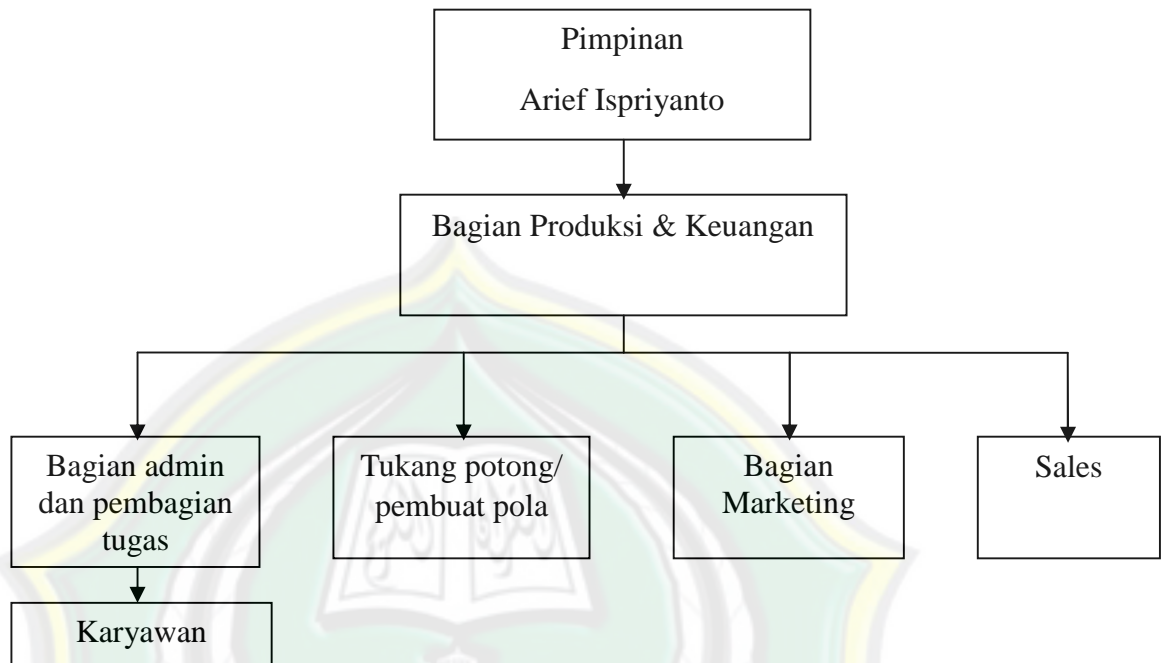 Pimpinan
Arief Ispriyanto
Bagian Produksi & Keuangan
Bagian admin
dan pembagian
tugas
Tukang potong/
pembuat pola
Bagian
Marketing
Sales
Karyawan